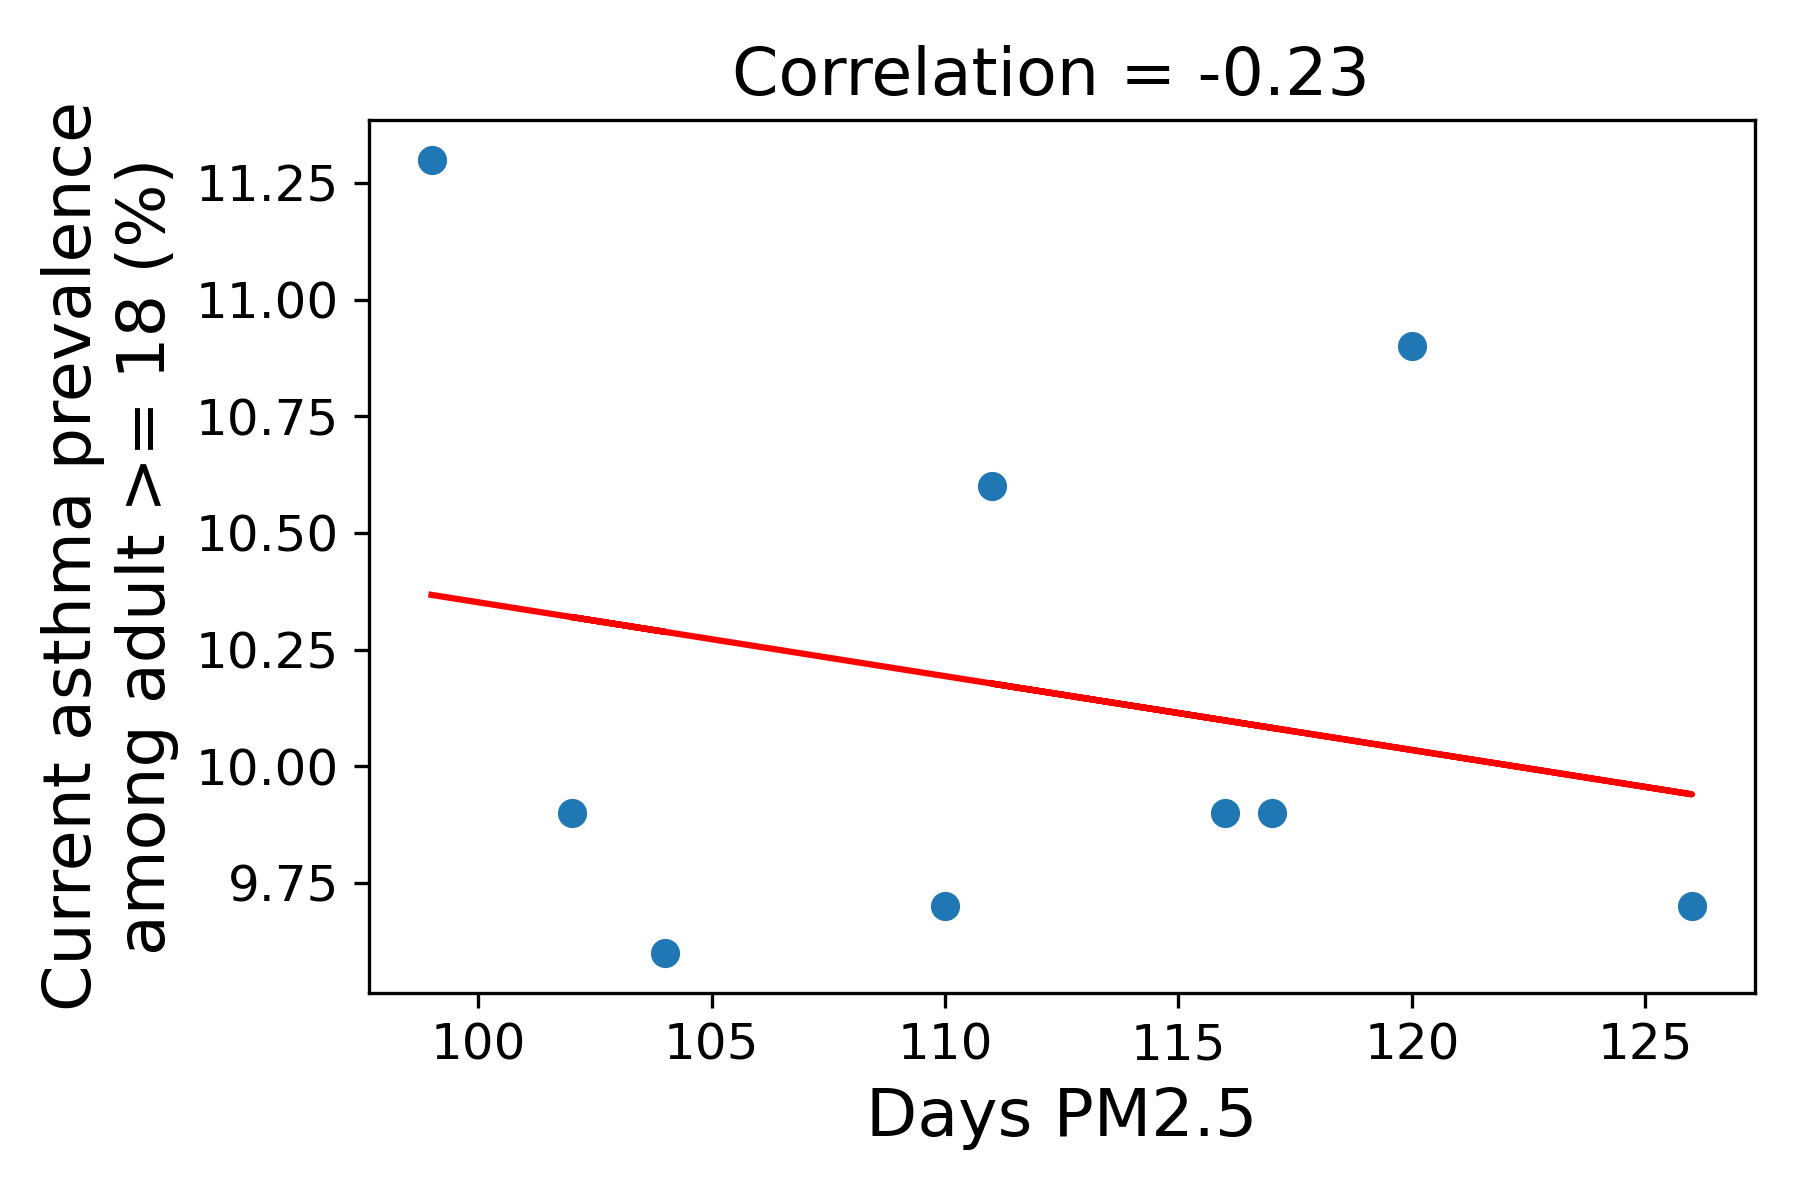 Correlation = -0.23
Current asthma prevalence
among adult >= 18 (%)
11.25
11.00
10.75
10.50
10.25
10.00
9.75
100 105 110 115 120 125
Days PM2.5